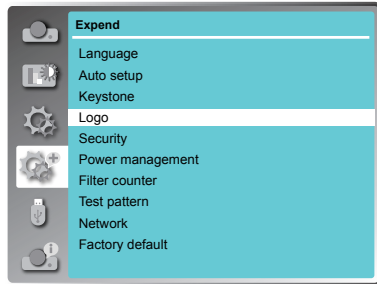 Expend
Language
Auto setup
Keystone
Logo
Security
Power management
Filter counter
Test pattern
Network
Factory default